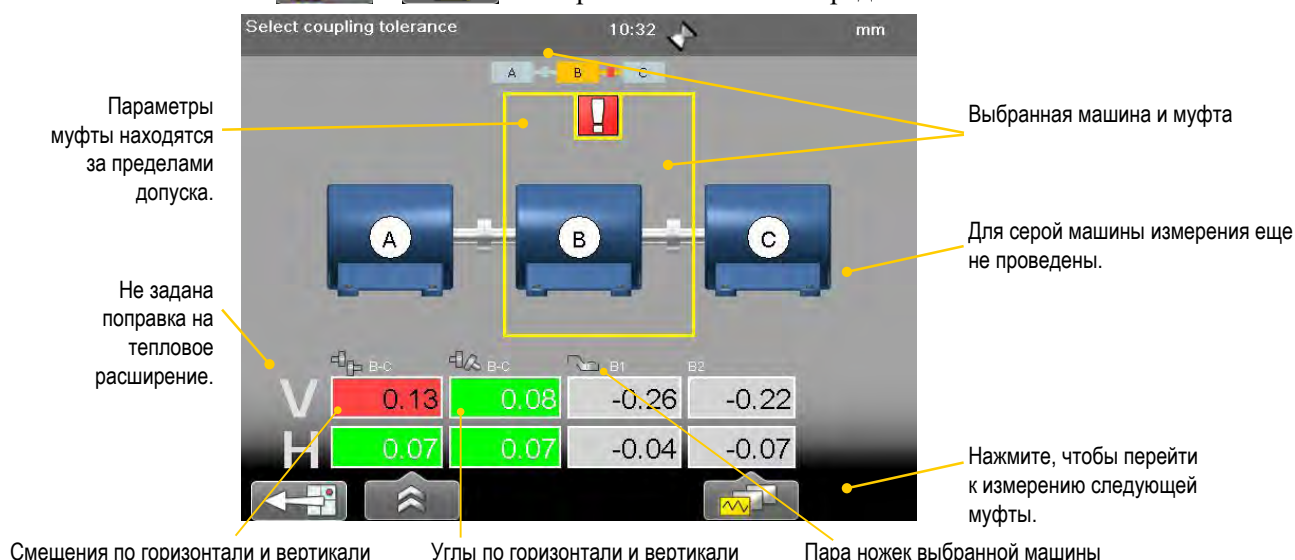 Select coupling tolerance 10:32 mm
A B C
Параметры
муфты находятся
за пределами
допуска.
Выбранная машина и муфта
A B C
Для серой машины измерения еще
не проведены.
Не задана
поправка на
тепловое
расширение.
B-C B-C B1 B2
V 0.13 0.08 -0.26 -0.22
H 0.07 0.07 -0.04 -0.07
Нажмите, чтобы перейти
к измерению следующей
муфты.
Смещения по горизонтали и вертикали Углы по горизонтали и вертикали Пара ножек выбранной машины